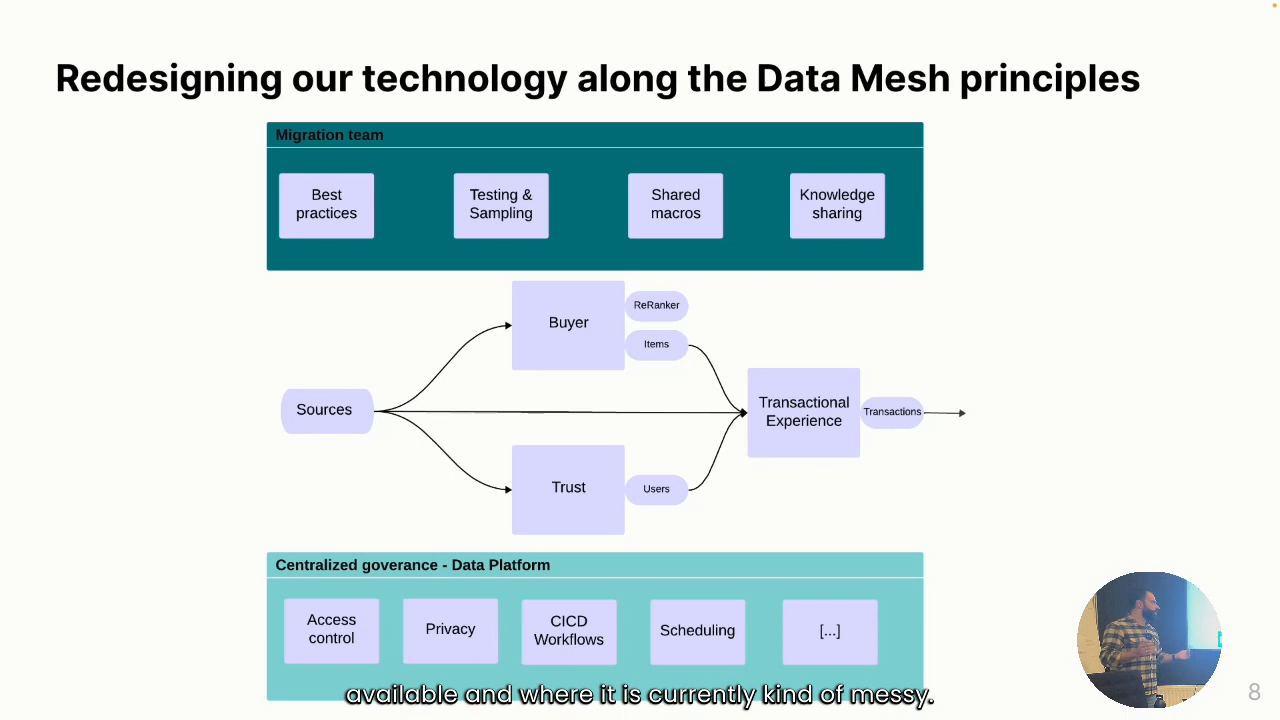 Redesigning our technology along the Data Mesh principles
Migration team
Best
practices
Testing &
Sampling
Shared
macros
Knowledge
sharing
Buyer
ReRanker
Items
Sources
Transactional
Experience
Transactions
Trust
Users
Centralized goverance - Data Platform
Access
control
Privacy
CICD
Workflows
Scheduling
[...]
available and where it is currently kind of messy.
8